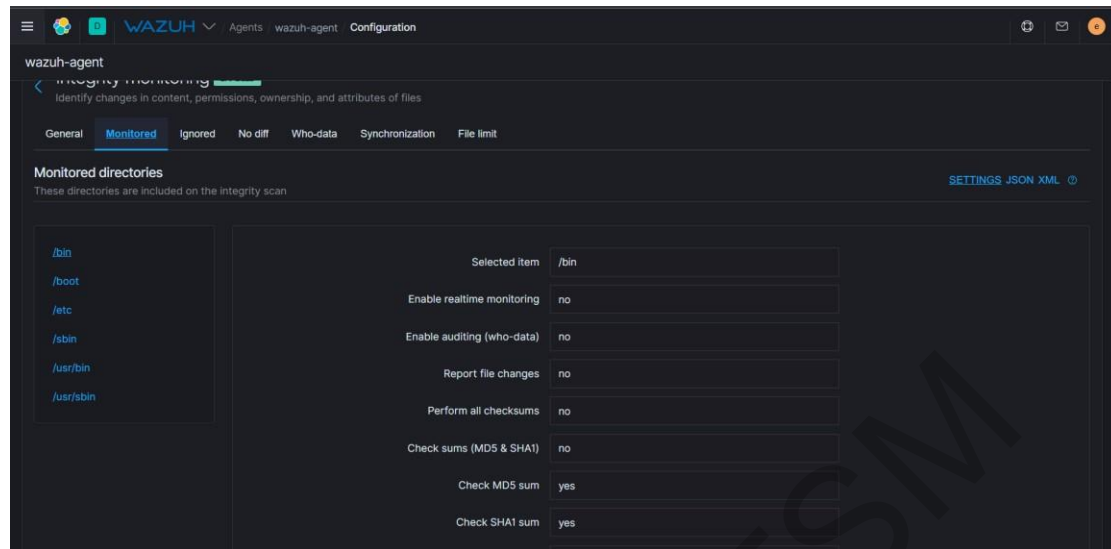 D WAZUH Agents wazuh-agent Configuration e
wazuh-agent
Integrity monitoring
Identify changes in content, permissions, ownership, and attributes of files
General Monitored Ignored No diff Who-data Synchronization File limit
Monitored directories
These directories are included on the integrity scan
SETTINGS JSON XML
/bin
/boot
/etc
/sbin
/usr/bin
/usr/sbin
Selected item /bin
Enable realtime monitoring no
Enable auditing (who-data) no
Report file changes no
Perform all checksums no
Check sums (MD5 & SHA1) no
Check MD5 sum yes
Check SHA1 sum yes